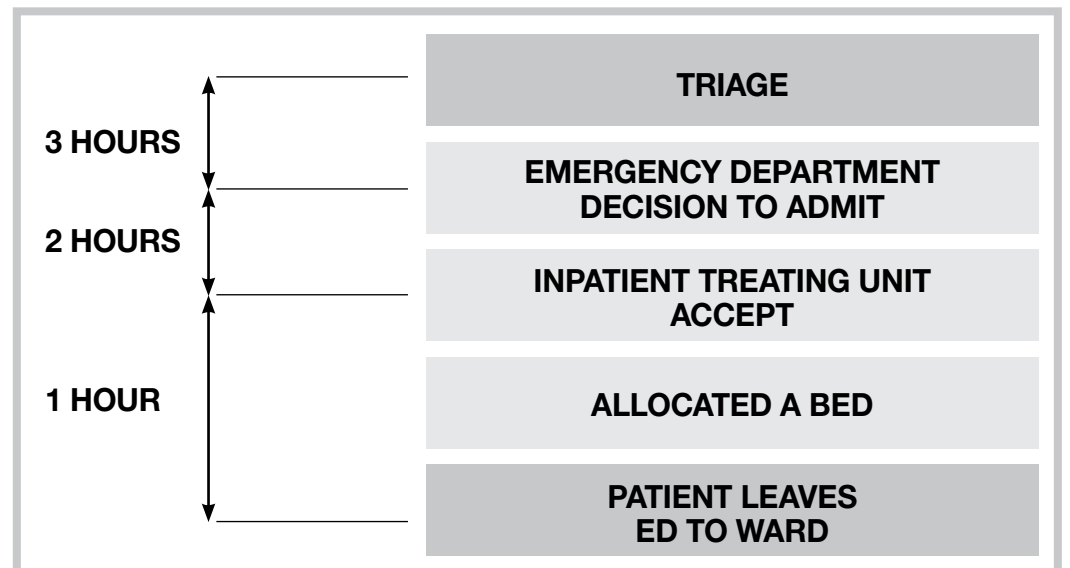 TRIAGE
3 HOURS
EMERGENCY DEPARTMENT
DECISION TO ADMIT
2 HOURS
INPATIENT TREATING UNIT
ACCEPT
1 HOUR
ALLOCATED A BED
PATIENT LEAVES
ED TO WARD